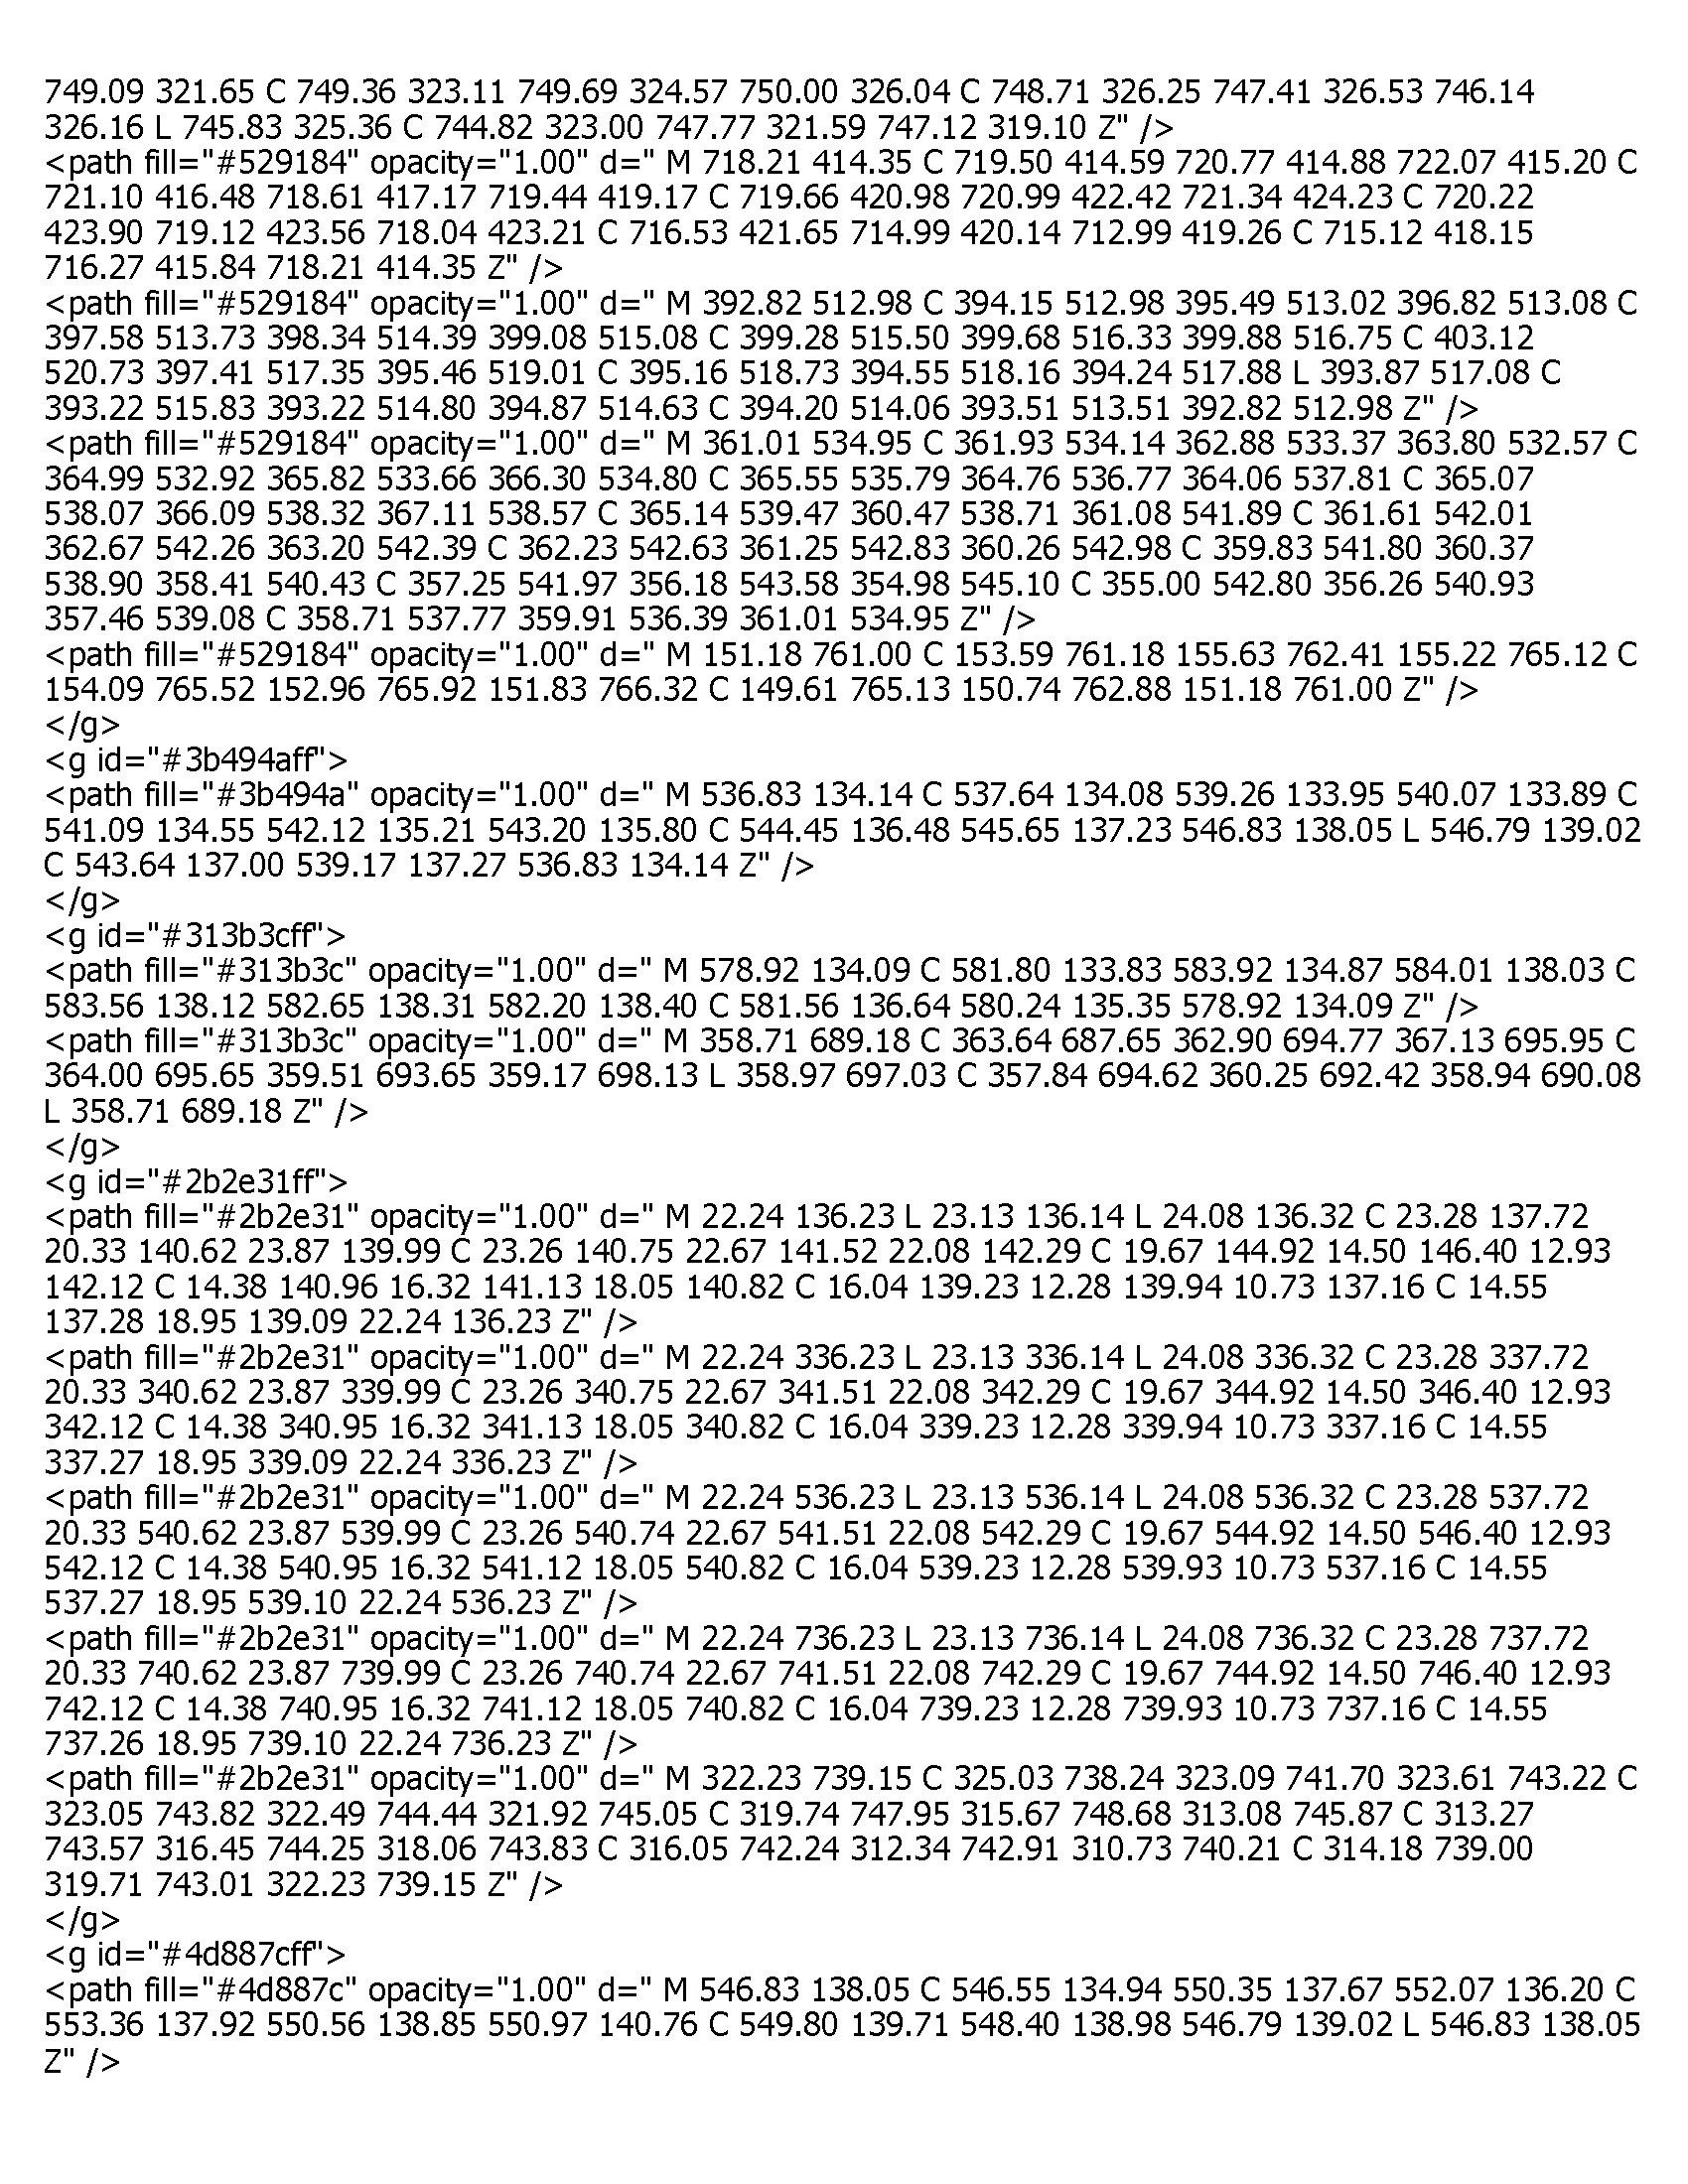 749.09 321.65 C 749.36 323.11 749.69 324.57 750.00 326.04 C 748.71 326.25 747.41 326.53 746.14
326.16 L 745.83 325.36 C 744.82 323.00 747.77 321.59 747.12 319.10 Z" />
<path fill="#529184" opacity="1.00" d=" M 718.21 414.35 C 719.50 414.59 720.77 414.88 722.07 415.20 C
721.10 416.48 718.61 417.17 719.44 419.17 C 719.66 420.98 720.99 422.42 721.34 424.23 C 720.22
423.90 719.12 423.56 718.04 423.21 C 716.53 421.65 714.99 420.14 712.99 419.26 C 715.12 418.15
716.27 415.84 718.21 414.35 Z" />
<path fill="#529184" opacity="1.00" d=" M 392.82 512.98 C 394.15 512.98 395.49 513.02 396.82 513.08 C
397.58 513.73 398.34 514.39 399.08 515.08 C 399.28 515.50 399.68 516.33 399.88 516.75 C 403.12
520.73 397.41 517.35 395.46 519.01 C 395.16 518.73 394.55 518.16 394.24 517.88 L 393.87 517.08 C
393.22 515.83 393.22 514.80 394.87 514.63 C 394.20 514.06 393.51 513.51 392.82 512.98 Z" />
<path fill="#529184" opacity="1.00" d=" M 361.01 534.95 C 361.93 534.14 362.88 533.37 363.80 532.57 C
364.99 532.92 365.82 533.66 366.30 534.80 C 365.55 535.79 364.76 536.77 364.06 537.81 C 365.07
538.07 366.09 538.32 367.11 538.57 C 365.14 539.47 360.47 538.71 361.08 541.89 C 361.61 542.01
362.67 542.26 363.20 542.39 C 362.23 542.63 361.25 542.83 360.26 542.98 C 359.83 541.80 360.37
538.90 358.41 540.43 C 357.25 541.97 356.18 543.58 354.98 545.10 C 355.00 542.80 356.26 540.93
357.46 539.08 C 358.71 537.77 359.91 536.39 361.01 534.95 Z" />
<path fill="#529184" opacity="1.00" d=" M 151.18 761.00 C 153.59 761.18 155.63 762.41 155.22 765.12 C
154.09 765.52 152.96 765.92 151.83 766.32 C 149.61 765.13 150.74 762.88 151.18 761.00 Z" />
</g>
<g id="#3b494aff">
<path fill="#3b494a" opacity="1.00" d=" M 536.83 134.14 C 537.64 134.08 539.26 133.95 540.07 133.89 C
541.09 134.55 542.12 135.21 543.20 135.80 C 544.45 136.48 545.65 137.23 546.83 138.05 L 546.79 139.02
C 543.64 137.00 539.17 137.27 536.83 134.14 Z" />
</g>
<g id="#313b3cff">
<path fill="#313b3c" opacity="1.00" d=" M 578.92 134.09 C 581.80 133.83 583.92 134.87 584.01 138.03 C
583.56 138.12 582.65 138.31 582.20 138.40 C 581.56 136.64 580.24 135.35 578.92 134.09 Z" />
<path fill="#313b3c" opacity="1.00" d=" M 358.71 689.18 C 363.64 687.65 362.90 694.77 367.13 695.95 C
364.00 695.65 359.51 693.65 359.17 698.13 L 358.97 697.03 C 357.84 694.62 360.25 692.42 358.94 690.08
L 358.71 689.18 Z" />
</g>
<g id="#2b2e31ff">
<path fill="#2b2e31" opacity="1.00" d=" M 22.24 136.23 L 23.13 136.14 L 24.08 136.32 C 23.28 137.72
20.33 140.62 23.87 139.99 C 23.26 140.75 22.67 141.52 22.08 142.29 C 19.67 144.92 14.50 146.40 12.93
142.12 C 14.38 140.96 16.32 141.13 18.05 140.82 C 16.04 139.23 12.28 139.94 10.73 137.16 C 14.55
137.28 18.95 139.09 22.24 136.23 Z" />
<path fill="#2b2e31" opacity="1.00" d=" M 22.24 336.23 L 23.13 336.14 L 24.08 336.32 C 23.28 337.72
20.33 340.62 23.87 339.99 C 23.26 340.75 22.67 341.51 22.08 342.29 C 19.67 344.92 14.50 346.40 12.93
342.12 C 14.38 340.95 16.32 341.13 18.05 340.82 C 16.04 339.23 12.28 339.94 10.73 337.16 C 14.55
337.27 18.95 339.09 22.24 336.23 Z" />
<path fill="#2b2e31" opacity="1.00" d=" M 22.24 536.23 L 23.13 536.14 L 24.08 536.32 C 23.28 537.72
20.33 540.62 23.87 539.99 C 23.26 540.74 22.67 541.51 22.08 542.29 C 19.67 544.92 14.50 546.40 12.93
542.12 C 14.38 540.95 16.32 541.12 18.05 540.82 C 16.04 539.23 12.28 539.93 10.73 537.16 C 14.55
537.27 18.95 539.10 22.24 536.23 Z" />
<path fill="#2b2e31" opacity="1.00" d=" M 22.24 736.23 L 23.13 736.14 L 24.08 736.32 C 23.28 737.72
20.33 740.62 23.87 739.99 C 23.26 740.74 22.67 741.51 22.08 742.29 C 19.67 744.92 14.50 746.40 12.93
742.12 C 14.38 740.95 16.32 741.12 18.05 740.82 C 16.04 739.23 12.28 739.93 10.73 737.16 C 14.55
737.26 18.95 739.10 22.24 736.23 Z" />
<path fill="#2b2e31" opacity="1.00" d=" M 322.23 739.15 C 325.03 738.24 323.09 741.70 323.61 743.22 C
323.05 743.82 322.49 744.44 321.92 745.05 C 319.74 747.95 315.67 748.68 313.08 745.87 C 313.27
743.57 316.45 744.25 318.06 743.83 C 316.05 742.24 312.34 742.91 310.73 740.21 C 314.18 739.00
319.71 743.01 322.23 739.15 Z" />
</g>
<g id="#4d887cff">
<path fill="#4d887c" opacity="1.00" d=" M 546.83 138.05 C 546.55 134.94 550.35 137.67 552.07 136.20 C
553.36 137.92 550.56 138.85 550.97 140.76 C 549.80 139.71 548.40 138.98 546.79 139.02 L 546.83 138.05
Z" />